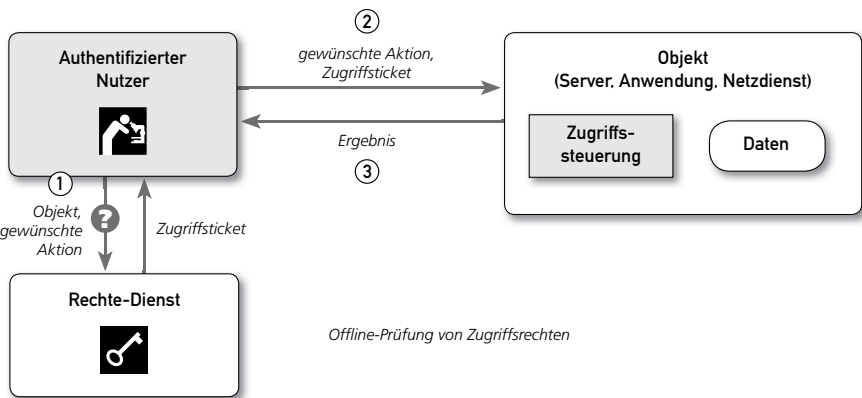 ②
Authentifizierter
Nutzer
gewünschte Aktion,
Zugriffsticket
Objekt
(Server, Anwendung, Netzdienst)
Zugriffs-
steuerung
Daten
Ergebnis
③
①
Objekt,
gewünschte
Aktion
?
Zugriffsticket
Rechte-Dienst
Offline-Prüfung von Zugriffsrechten